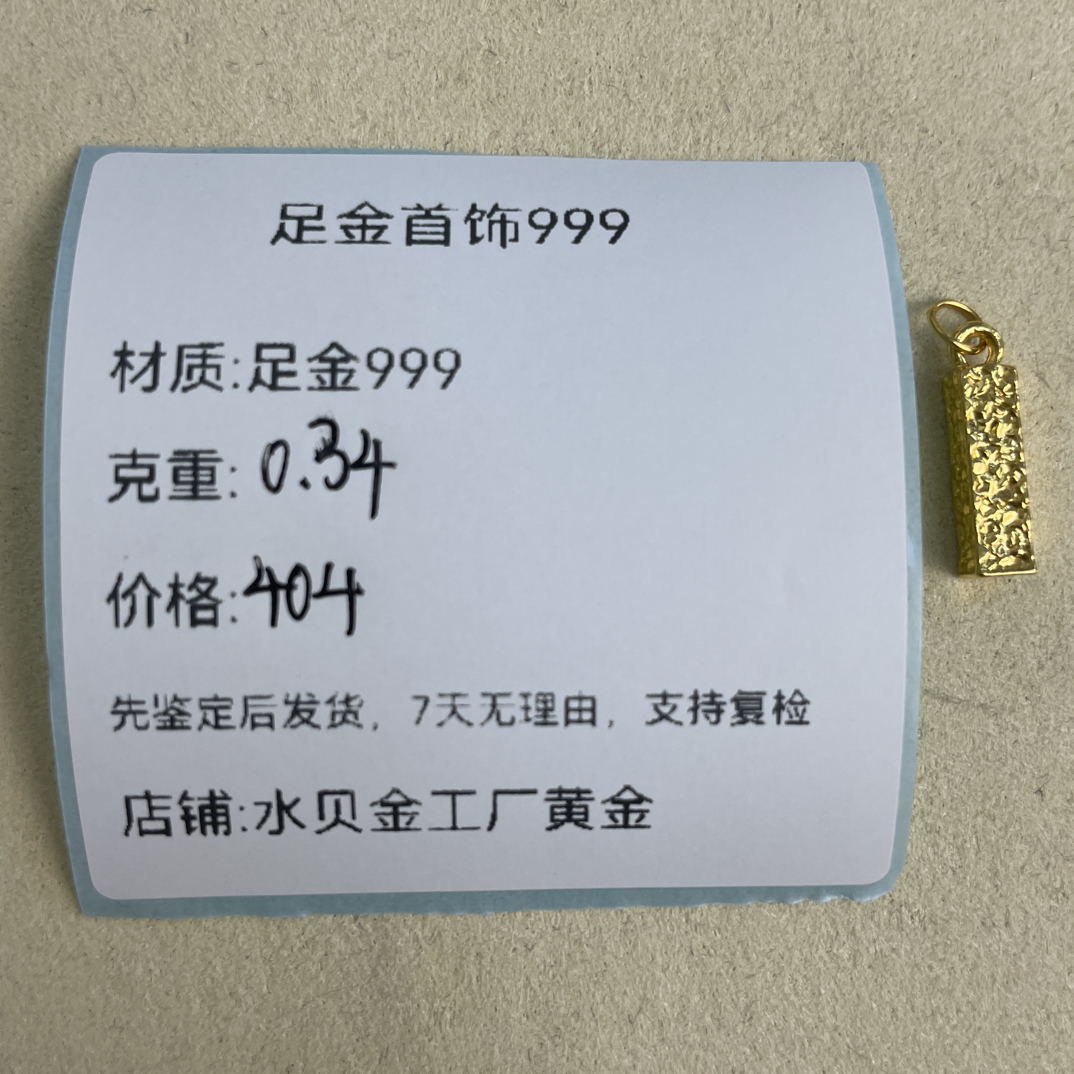 足金首饰999
材质:足金999
克重: 0.34
价格:404
先鉴定后发货, 7天无理由, 支持复检
店铺:水贝金工厂黄金